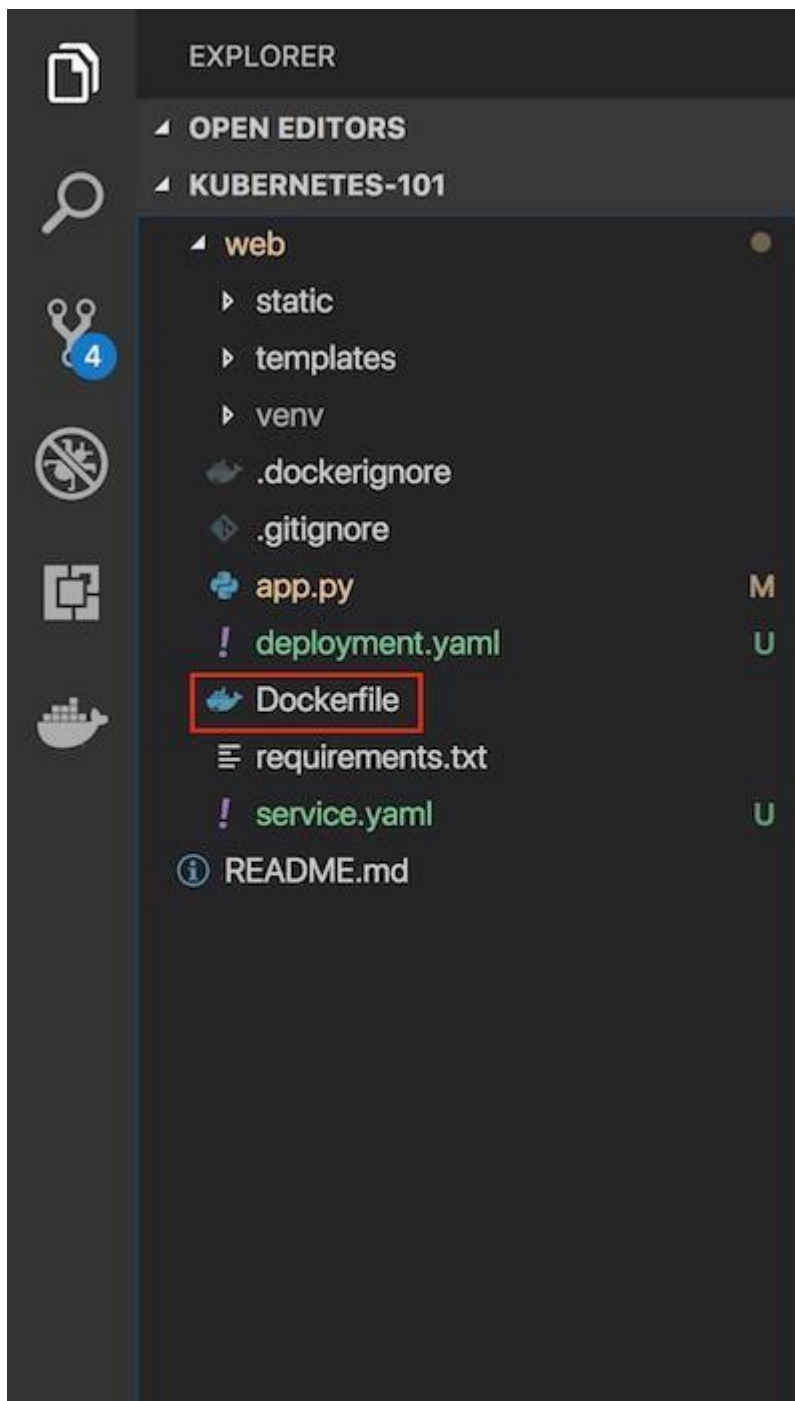 EXPLORER
OPEN EDITORS
KUBERNETES-101
web
static
templates
4
venv
.dockerignore
.gitignore
app.py M
deployment.yaml U
Dockerfile
requirements.txt
service.yaml U
README.md